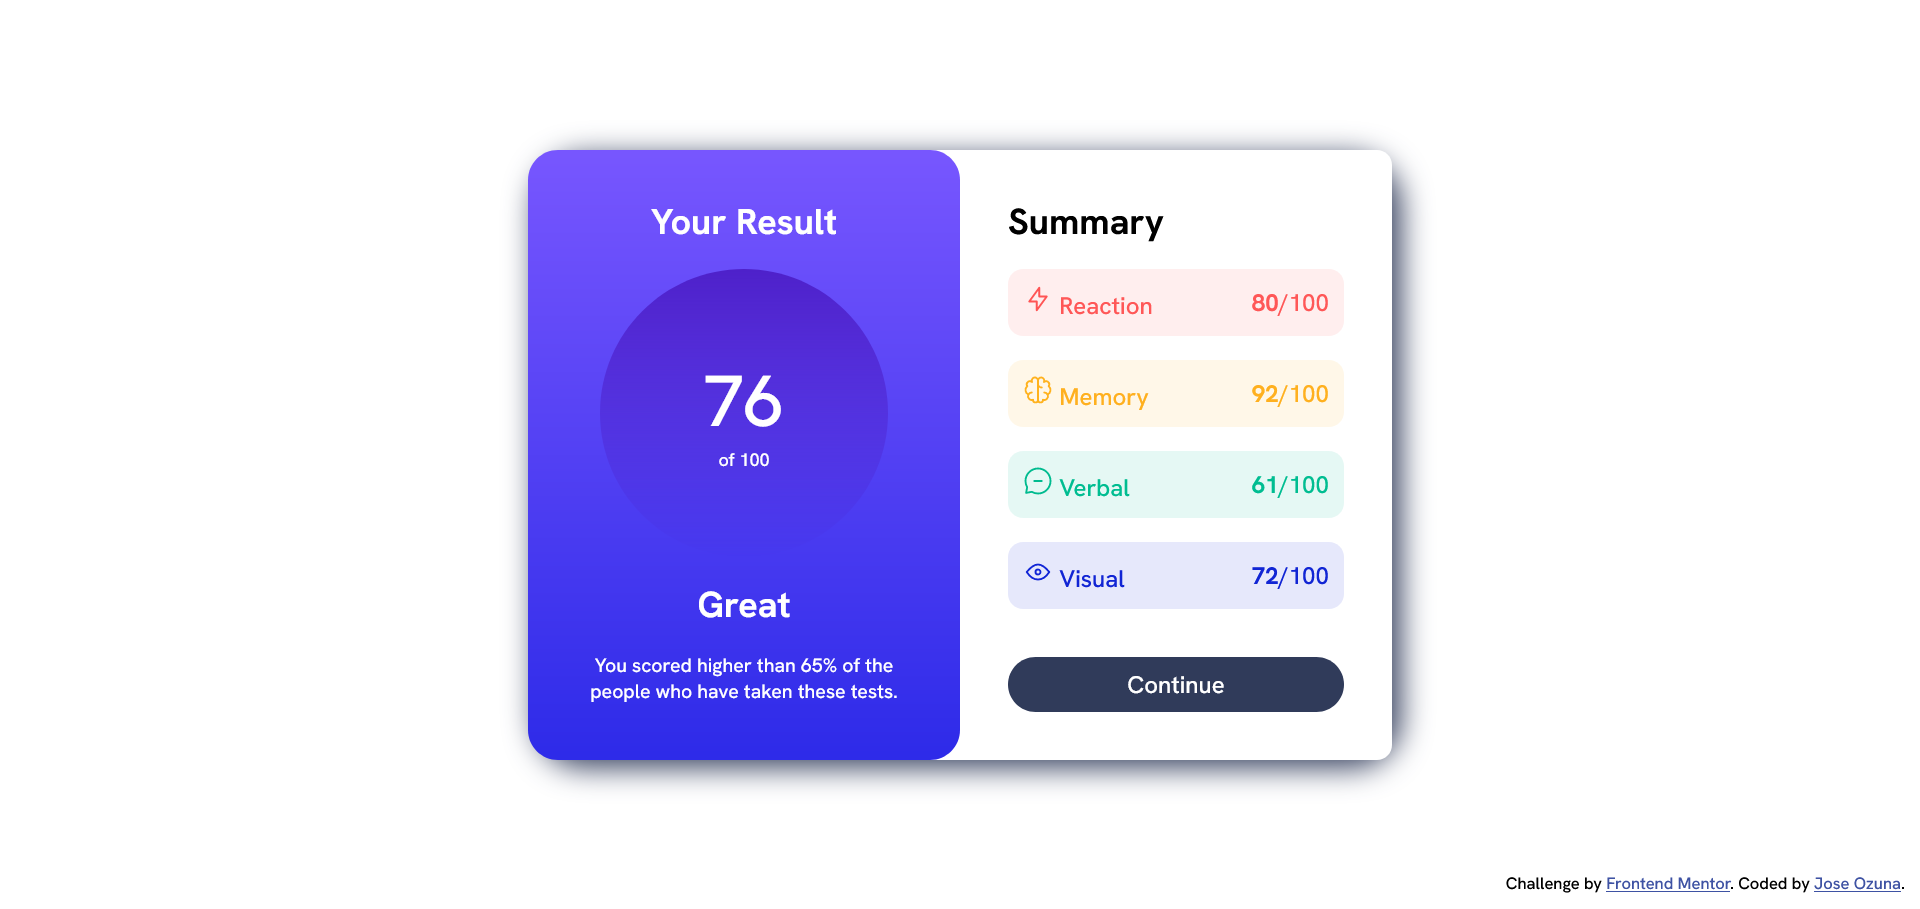 Your Result
76
of 100
Great
You scored higher than 65% of the
people who have taken these tests.
Summary
Reaction 80/100
Memory 92/100
Verbal 61/100
Visual 72/100
Continue
Challenge by Frontend Mentor. Coded by Jose Ozuna.